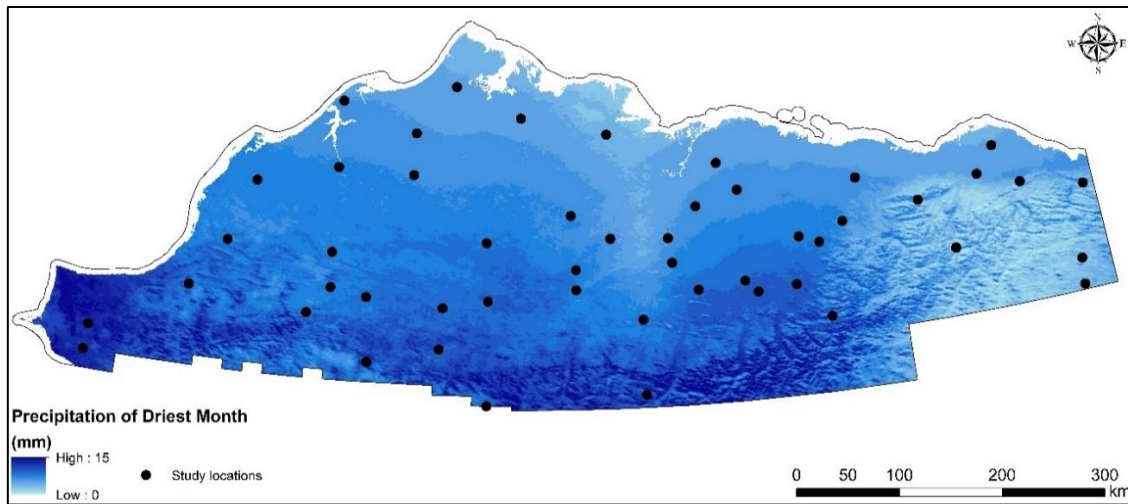 N
W E
S
Precipitation of Driest Month
(mm)
High : 15
Low : 0
Study locations
0 50 100 200 300
km